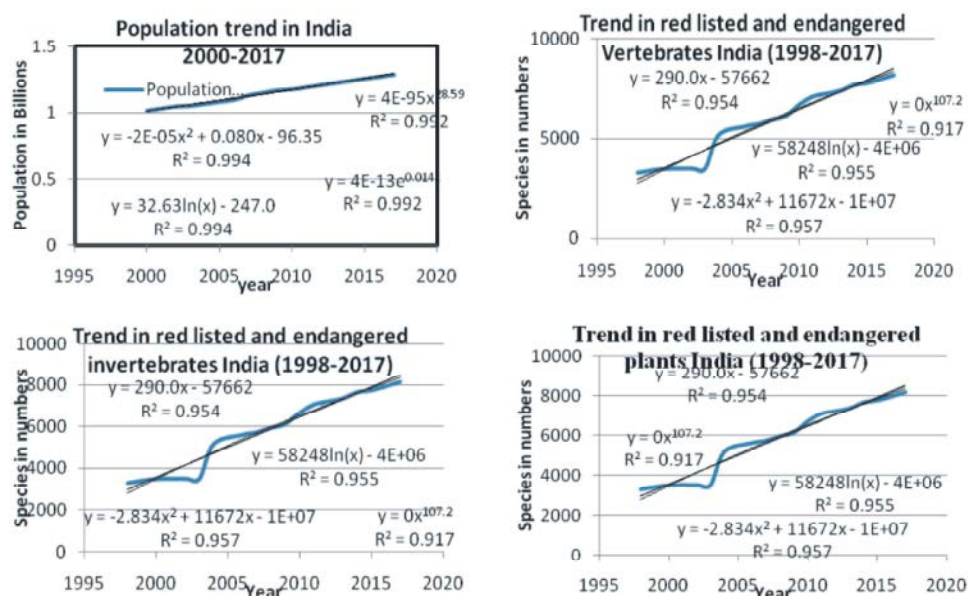 Population trend in India
2000-2017
Population in Billions
1.5
1
0.5
0
Population...
y = 4E-95x^28.59
R² = 0.992
y = -2E-05x² + 0.080x - 96.35
R² = 0.994
y = 4E-13e^0.014
R² = 0.992
y = 32.63ln(x) - 247.0
R² = 0.994
1995 2000 2005 2010 2015 2020
year
Trend in red listed and endangered
Vertebrates India (1998-2017)
Species in numbers
10000
5000
0
y = 290.0x - 57662
R² = 0.954
y = 0x^107.2
R² = 0.917
y = 58248ln(x) - 4E+06
R² = 0.955
y = -2.834x² + 11672x - 1E+07
R² = 0.957
1995 2000 2005 2010 2015 2020
Year
Trend in red listed and endangered
invertebrates India (1998-2017)
Species in numbers
10000
8000
6000
4000
2000
0
y = 290.0x - 57662
R² = 0.954
y = 58248ln(x) - 4E+06
R² = 0.955
y = -2.834x² + 11672x - 1E+07
R² = 0.957
y = 0x^107.2
R² = 0.917
1995 2000 2005 2010 2015 2020
Year
Trend in red listed and endangered
plants India (1998-2017)
Species in numbers
10000
8000
6000
4000
2000
0
y = 290.0x - 57662
R² = 0.954
y = 0x^107.2
R² = 0.917
y = 58248ln(x) - 4E+06
R² = 0.955
y = -2.834x² + 11672x - 1E+07
R² = 0.957
1995 2000 2005 2010 2015 2020
Year